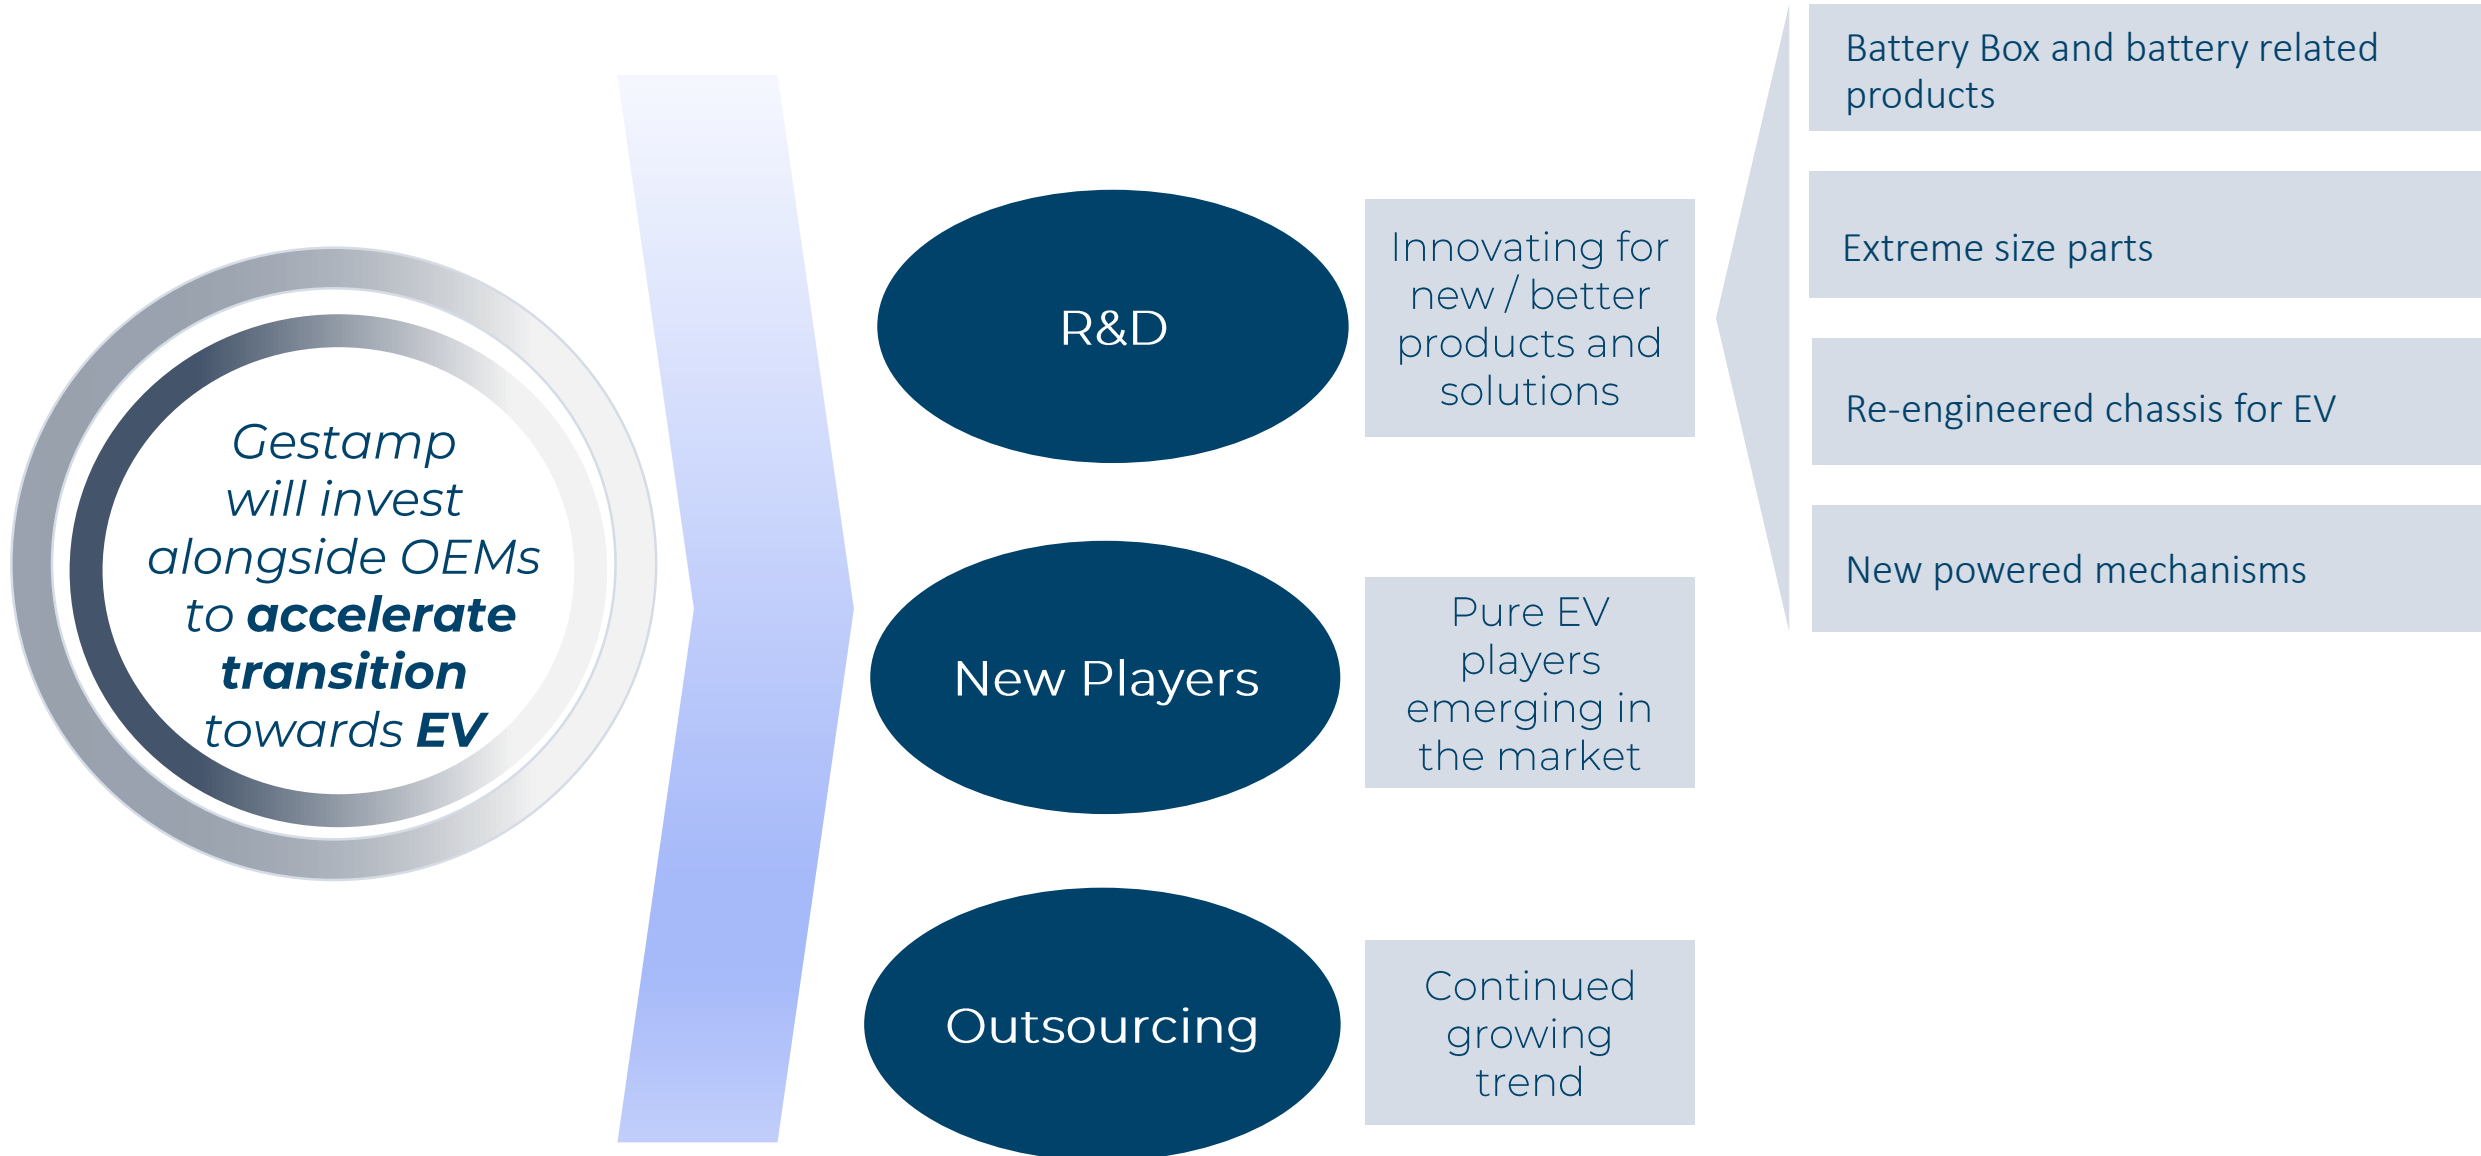 Gestamp
will invest
alongside OEMs
to accelerate
transition
towards EV
R&D
Innovating for
new / better
products and
solutions
Battery Box and battery related
products
Extreme size parts
Re-engineered chassis for EV
New powered mechanisms
New Players
Pure EV
players
emerging in
the market
Outsourcing
Continued
growing
trend